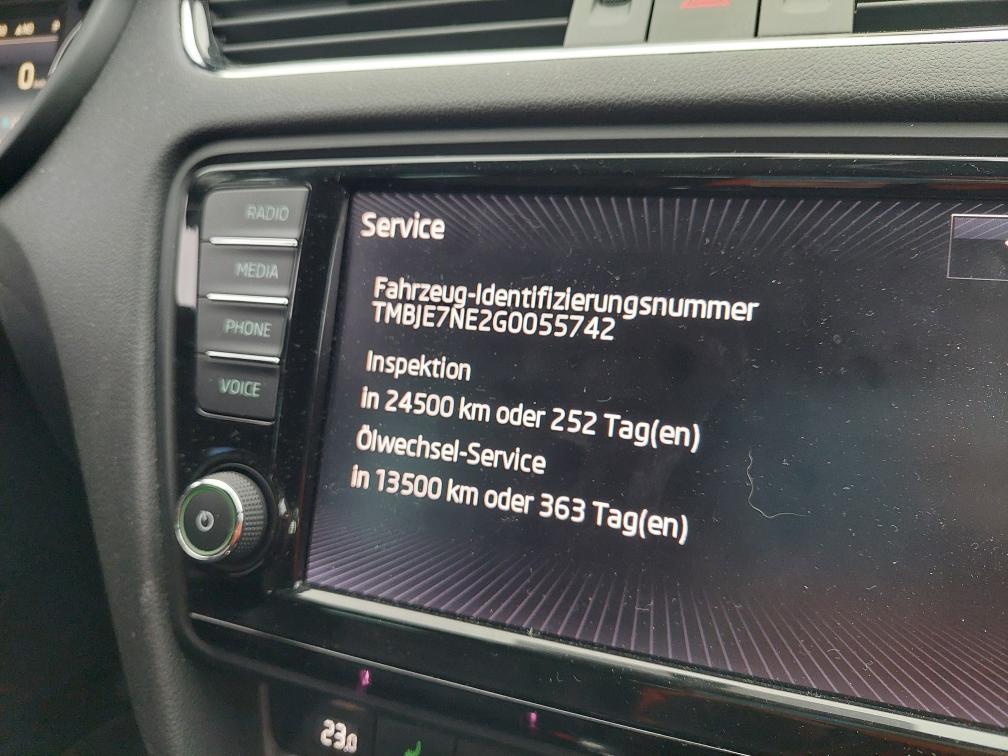 0
RADIO
MEDIA
PHONE
VOICE
Service
Fahrzeug-Identifizierungsnummer
TMBJE7NE2G0055742
Inspektion
in 24500 km oder 252 Tag(en)
Ölwechsel-Service
in 13500 km oder 363 Tag(en)
23.0